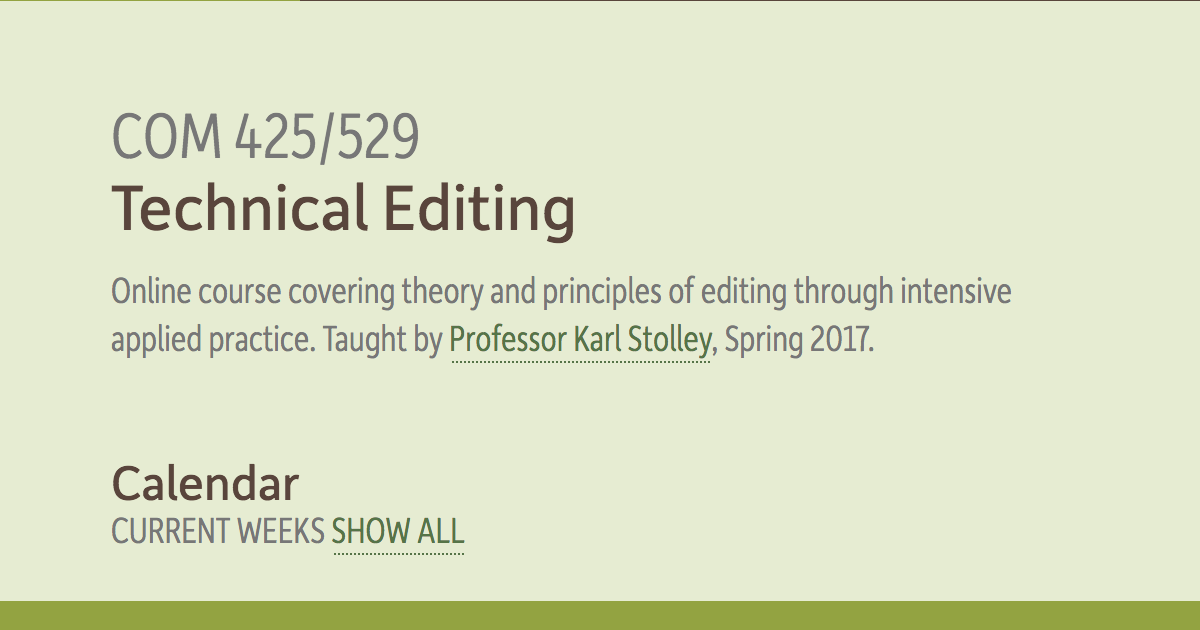 COM 425/529
Technical Editing
Online course covering theory and principles of editing through intensive
applied practice. Taught by Professor Karl Stolley, Spring 2017.
Calendar
CURRENT WEEKS SHOW ALL